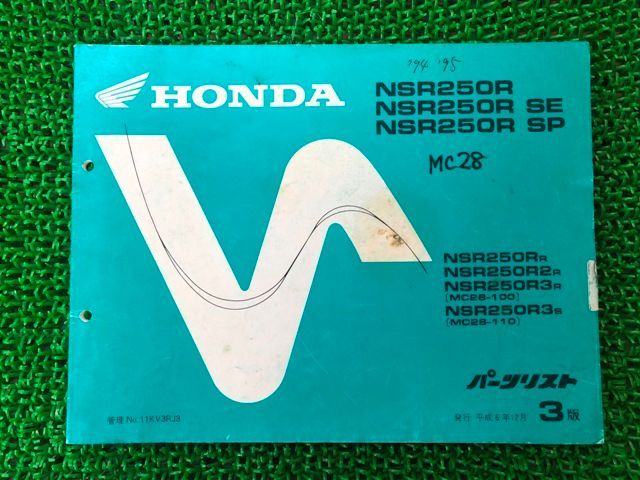 '94 '95
HONDA
NSR250R
NSR250R SE
NSR250R SP
MC28
NSR250RR
NSR250R2R
NSR250R3R
(MC28-100)
NSR250R3S
(MC28-110)
パーツリスト
管理 No.11KV3RJ3
発行 平成6年12月 3版